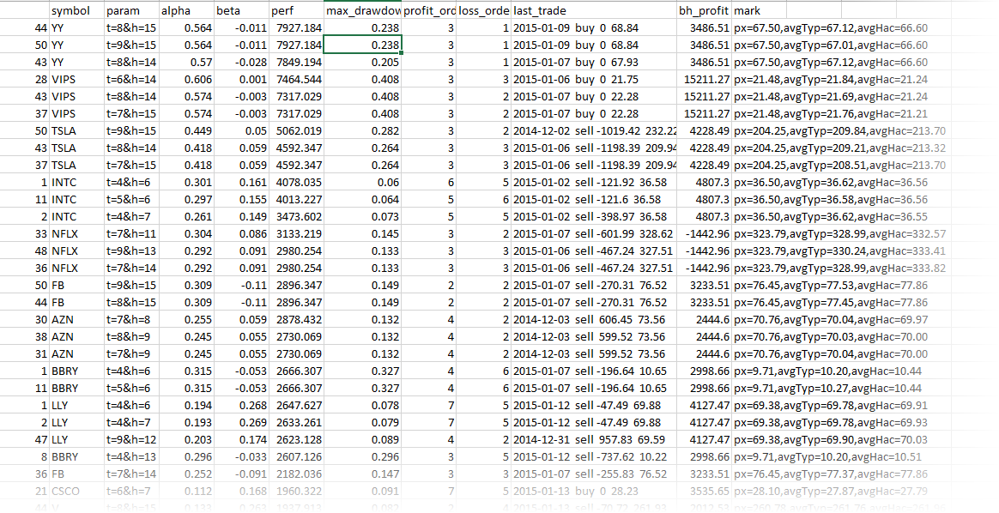 symbol param alpha beta perf max_drawdow profit_ord loss_orde last_trade bh_profit mark
44 YY t=8&h=15 0.564 -0.011 7927.184 0.238 3 1 2015-01-09 buy 0 68.84 3486.51 px=67.50,avgTyp=67.12,avgHac=66.60
50 YY t=9&h=15 0.564 -0.011 7927.184 0.238 3 1 2015-01-09 buy 0 68.84 3486.51 px=67.50,avgTyp=67.01,avgHac=66.60
43 YY t=8&h=14 0.57 -0.028 7849.194 0.205 3 1 2015-01-07 buy 0 67.93 3486.51 px=67.50,avgTyp=67.12,avgHac=66.60
28 VIPS t=6&h=14 0.606 0.001 7464.544 0.408 3 3 2015-01-06 buy 0 21.75 15211.27 px=21.48,avgTyp=21.84,avgHac=21.24
43 VIPS t=8&h=14 0.574 -0.003 7317.029 0.408 3 2 2015-01-07 buy 0 22.28 15211.27 px=21.48,avgTyp=21.69,avgHac=21.24
37 VIPS t=7&h=15 0.574 -0.003 7317.029 0.408 3 2 2015-01-07 buy 0 22.28 15211.27 px=21.48,avgTyp=21.76,avgHac=21.21
50 TSLA t=9&h=15 0.449 0.05 5062.019 0.282 3 2 2014-12-02 sell -1019.42 232.22 4228.49 px=204.25,avgTyp=209.84,avgHac=213.70
43 TSLA t=8&h=14 0.418 0.059 4592.347 0.264 3 3 2015-01-06 sell -1198.39 209.94 4228.49 px=204.25,avgTyp=209.21,avgHac=213.32
37 TSLA t=7&h=15 0.418 0.059 4592.347 0.264 3 3 2015-01-06 sell -1198.39 209.94 4228.49 px=204.25,avgTyp=208.51,avgHac=213.70
1 INTC t=4&h=6 0.301 0.161 4078.035 0.06 6 5 2015-01-02 sell -121.92 36.58 4807.3 px=36.50,avgTyp=36.62,avgHac=36.56
11 INTC t=5&h=6 0.297 0.155 4013.227 0.064 5 6 2015-01-02 sell -121.6 36.58 4807.3 px=36.50,avgTyp=36.58,avgHac=36.56
2 INTC t=4&h=7 0.261 0.149 3473.602 0.073 5 5 2015-01-02 sell -398.97 36.58 4807.3 px=36.50,avgTyp=36.62,avgHac=36.55
33 NFLX t=7&h=11 0.304 0.086 3133.219 0.145 3 2 2015-01-07 sell -601.99 328.62 -1442.96 px=323.79,avgTyp=328.99,avgHac=332.57
48 NFLX t=9&h=13 0.292 0.091 2980.254 0.133 3 3 2015-01-06 sell -467.24 327.51 -1442.96 px=323.79,avgTyp=330.24,avgHac=333.41
36 NFLX t=7&h=14 0.292 0.091 2980.254 0.133 3 3 2015-01-06 sell -467.24 327.51 -1442.96 px=323.79,avgTyp=328.99,avgHac=333.82
50 FB t=9&h=15 0.309 -0.11 2896.347 0.149 2 2 2015-01-07 sell -270.31 76.52 3233.51 px=76.45,avgTyp=77.53,avgHac=77.86
44 FB t=8&h=15 0.309 -0.11 2896.347 0.149 2 2 2015-01-07 sell -270.31 76.52 3233.51 px=76.45,avgTyp=77.45,avgHac=77.86
30 AZN t=7&h=8 0.255 0.059 2878.432 0.132 4 2 2014-12-03 sell 606.45 73.56 2444.6 px=70.76,avgTyp=70.04,avgHac=69.97
38 AZN t=8&h=9 0.245 0.055 2730.069 0.132 4 2 2014-12-03 sell 599.52 73.56 2444.6 px=70.76,avgTyp=70.03,avgHac=70.00
31 AZN t=7&h=9 0.245 0.055 2730.069 0.132 4 2 2014-12-03 sell 599.52 73.56 2444.6 px=70.76,avgTyp=70.04,avgHac=70.00
1 BBRY t=4&h=6 0.315 -0.053 2666.307 0.327 4 6 2015-01-07 sell -196.64 10.65 2998.66 px=9.71,avgTyp=10.20,avgHac=10.44
11 BBRY t=5&h=6 0.315 -0.053 2666.307 0.327 4 6 2015-01-07 sell -196.64 10.65 2998.66 px=9.71,avgTyp=10.27,avgHac=10.44
1 LLY t=4&h=6 0.194 0.268 2647.627 0.078 7 5 2015-01-12 sell -47.49 69.88 4127.47 px=69.38,avgTyp=69.78,avgHac=69.91
2 LLY t=4&h=7 0.193 0.269 2633.261 0.079 7 5 2015-01-12 sell -47.49 69.88 4127.47 px=69.38,avgTyp=69.78,avgHac=69.93
47 LLY t=9&h=12 0.203 0.174 2623.128 0.089 4 2 2014-12-31 sell 957.83 69.59 4127.47 px=69.38,avgTyp=69.90,avgHac=70.03
8 BBRY t=4&h=13 0.296 -0.033 2607.126 0.296 3 5 2015-01-12 sell -737.62 10.22 2998.66 px=9.71,avgTyp=10.20,avgHac=10.51
36 FB t=7&h=14 0.252 -0.091 2182.036 0.147 3 3 2015-01-07 sell -255.83 76.52 3233.51 px=76.45,avgTyp=77.37,avgHac=77.86
21 CSCO t=6&h=7 0.112 0.168 1960.322 0.091 7 5 2015-01-13 buy 0 28.23 3535.65 px=28.10,avgTyp=27.87,avgHac=27.79